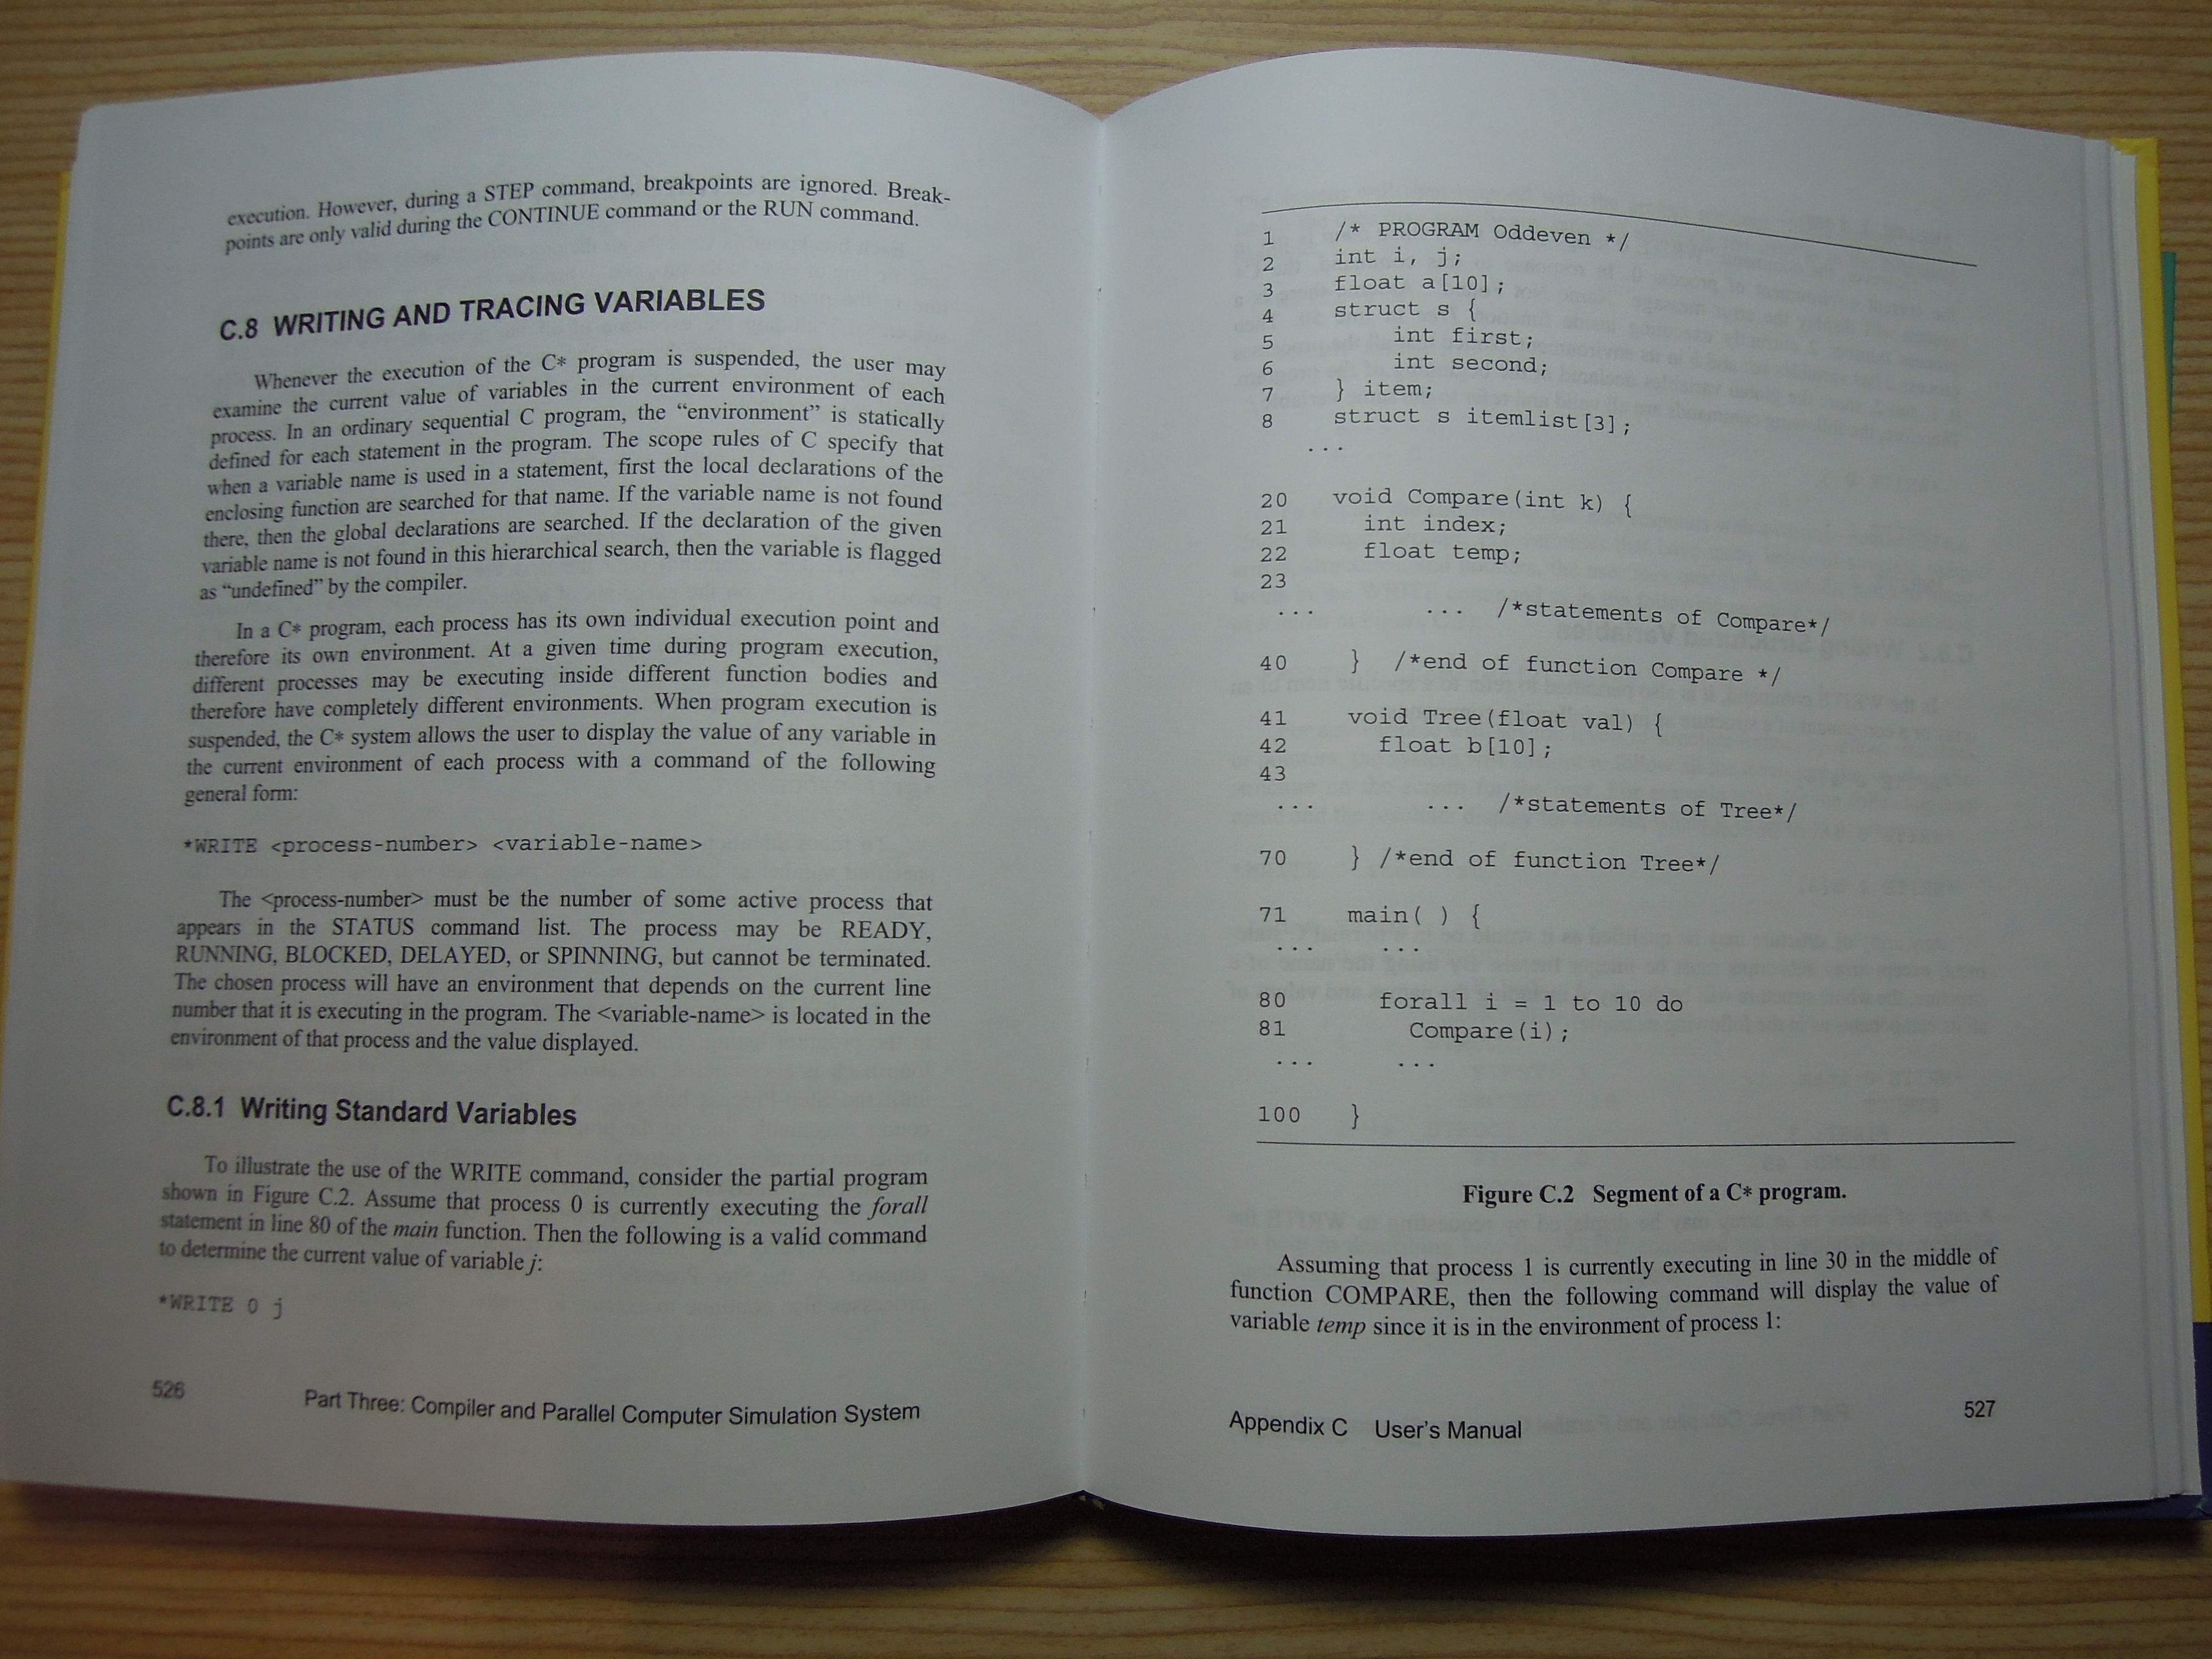 execution. However, during a STEP command, breakpoints are ignored. Break-
points are only valid during the CONTINUE command or the RUN command.
C.8 WRITING AND TRACING VARIABLES
Whenever the execution of the C* program is suspended, the user may
examine the current value of variables in the current environment of each
process. In an ordinary sequential C program, the “environment” is statically
defined for each statement in the program. The scope rules of C specify that
when a variable name is used in a statement, first the local declarations of the
enclosing function are searched for that name. If the variable name is not found
there, then the global declarations are searched. If the declaration of the given
variable name is not found in this hierarchical search, then the variable is flagged
as “undefined” by the compiler.
In a C* program, each process has its own individual execution point and
therefore its own environment. At a given time during program execution,
different processes may be executing inside different function bodies and
therefore have completely different environments. When program execution is
suspended, the C* system allows the user to display the value of any variable in
the current environment of each process with a command of the following
general form:
*WRITE <process-number> <variable-name>
The <process-number> must be the number of some active process that
appears in the STATUS command list. The process may be READY,
RUNNING, BLOCKED, DELAYED, or SPINNING, but cannot be terminated.
The chosen process will have an environment that depends on the current line
number that it is executing in the program. The <variable-name> is located in the
environment of that process and the value displayed.
C.8.1 Writing Standard Variables
To illustrate the use of the WRITE command, consider the partial program
shown in Figure C.2. Assume that process 0 is currently executing the forall
statement in line 80 of the main function. Then the following is a valid command
to determine the current value of variable j:
*WRITE 0 j
526 Part Three: Compiler and Parallel Computer Simulation System
1 /* PROGRAM Oddeven */
2 int i, j;
3 float a[10];
4 struct s {
5 int first;
6 int second;
7 } item;
8 struct s itemlist[3];
...
20 void Compare(int k) {
21 int index;
22 float temp;
23
... ... /*statements of Compare*/
40 } /*end of function Compare */
41 void Tree(float val) {
42 float b[10];
43
... ... /*statements of Tree*/
70 } /*end of function Tree*/
71 main( ) {
... ...
80 forall i = 1 to 10 do
81 Compare(i);
... ...
100 }
Figure C.2 Segment of a C* program.
Assuming that process 1 is currently executing in line 30 in the middle of
function COMPARE, then the following command will display the value of
variable temp since it is in the environment of process 1:
Appendix C User's Manual 527